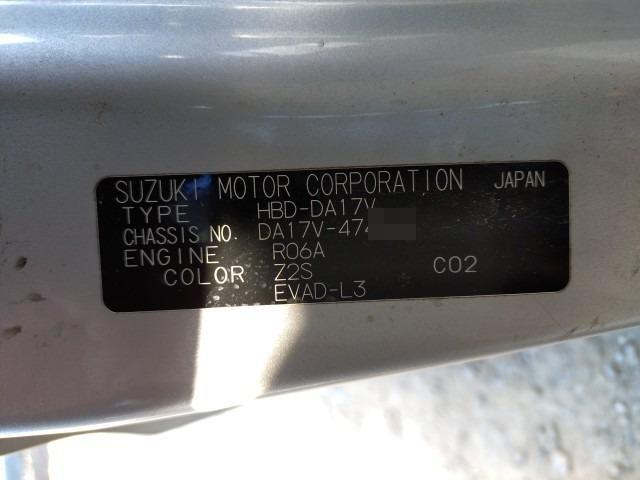 SUZUKI MOTOR CORPORATION JAPAN
TYPE HBD-DA17V
CHASSIS NO. DA17V-474
ENGINE R06A
COLOR Z2S C02
EVAD-L3